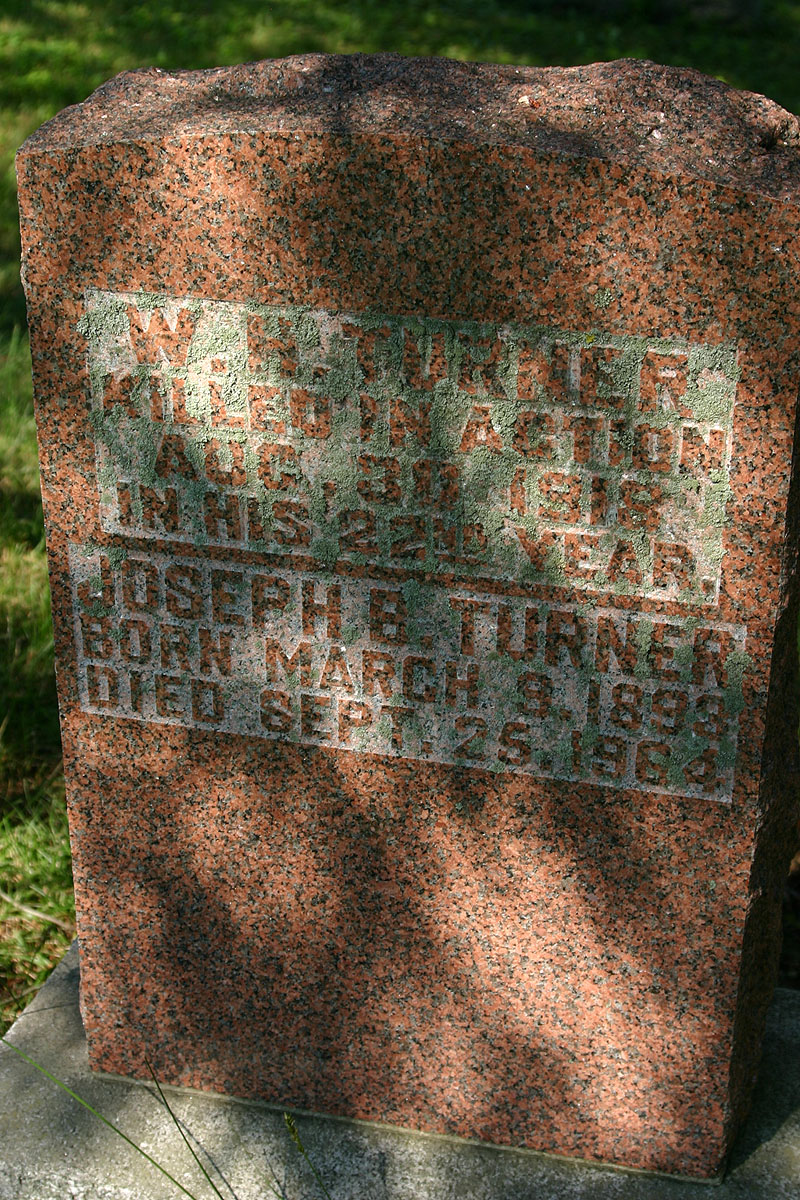 W. R. TURNER
KILLED IN ACTION
AUG. 30 1918
IN HIS 22ND YEAR.
JOSEPH B. TURNER
BORN MARCH 9. 1893
DIED SEPT. 25. 1964